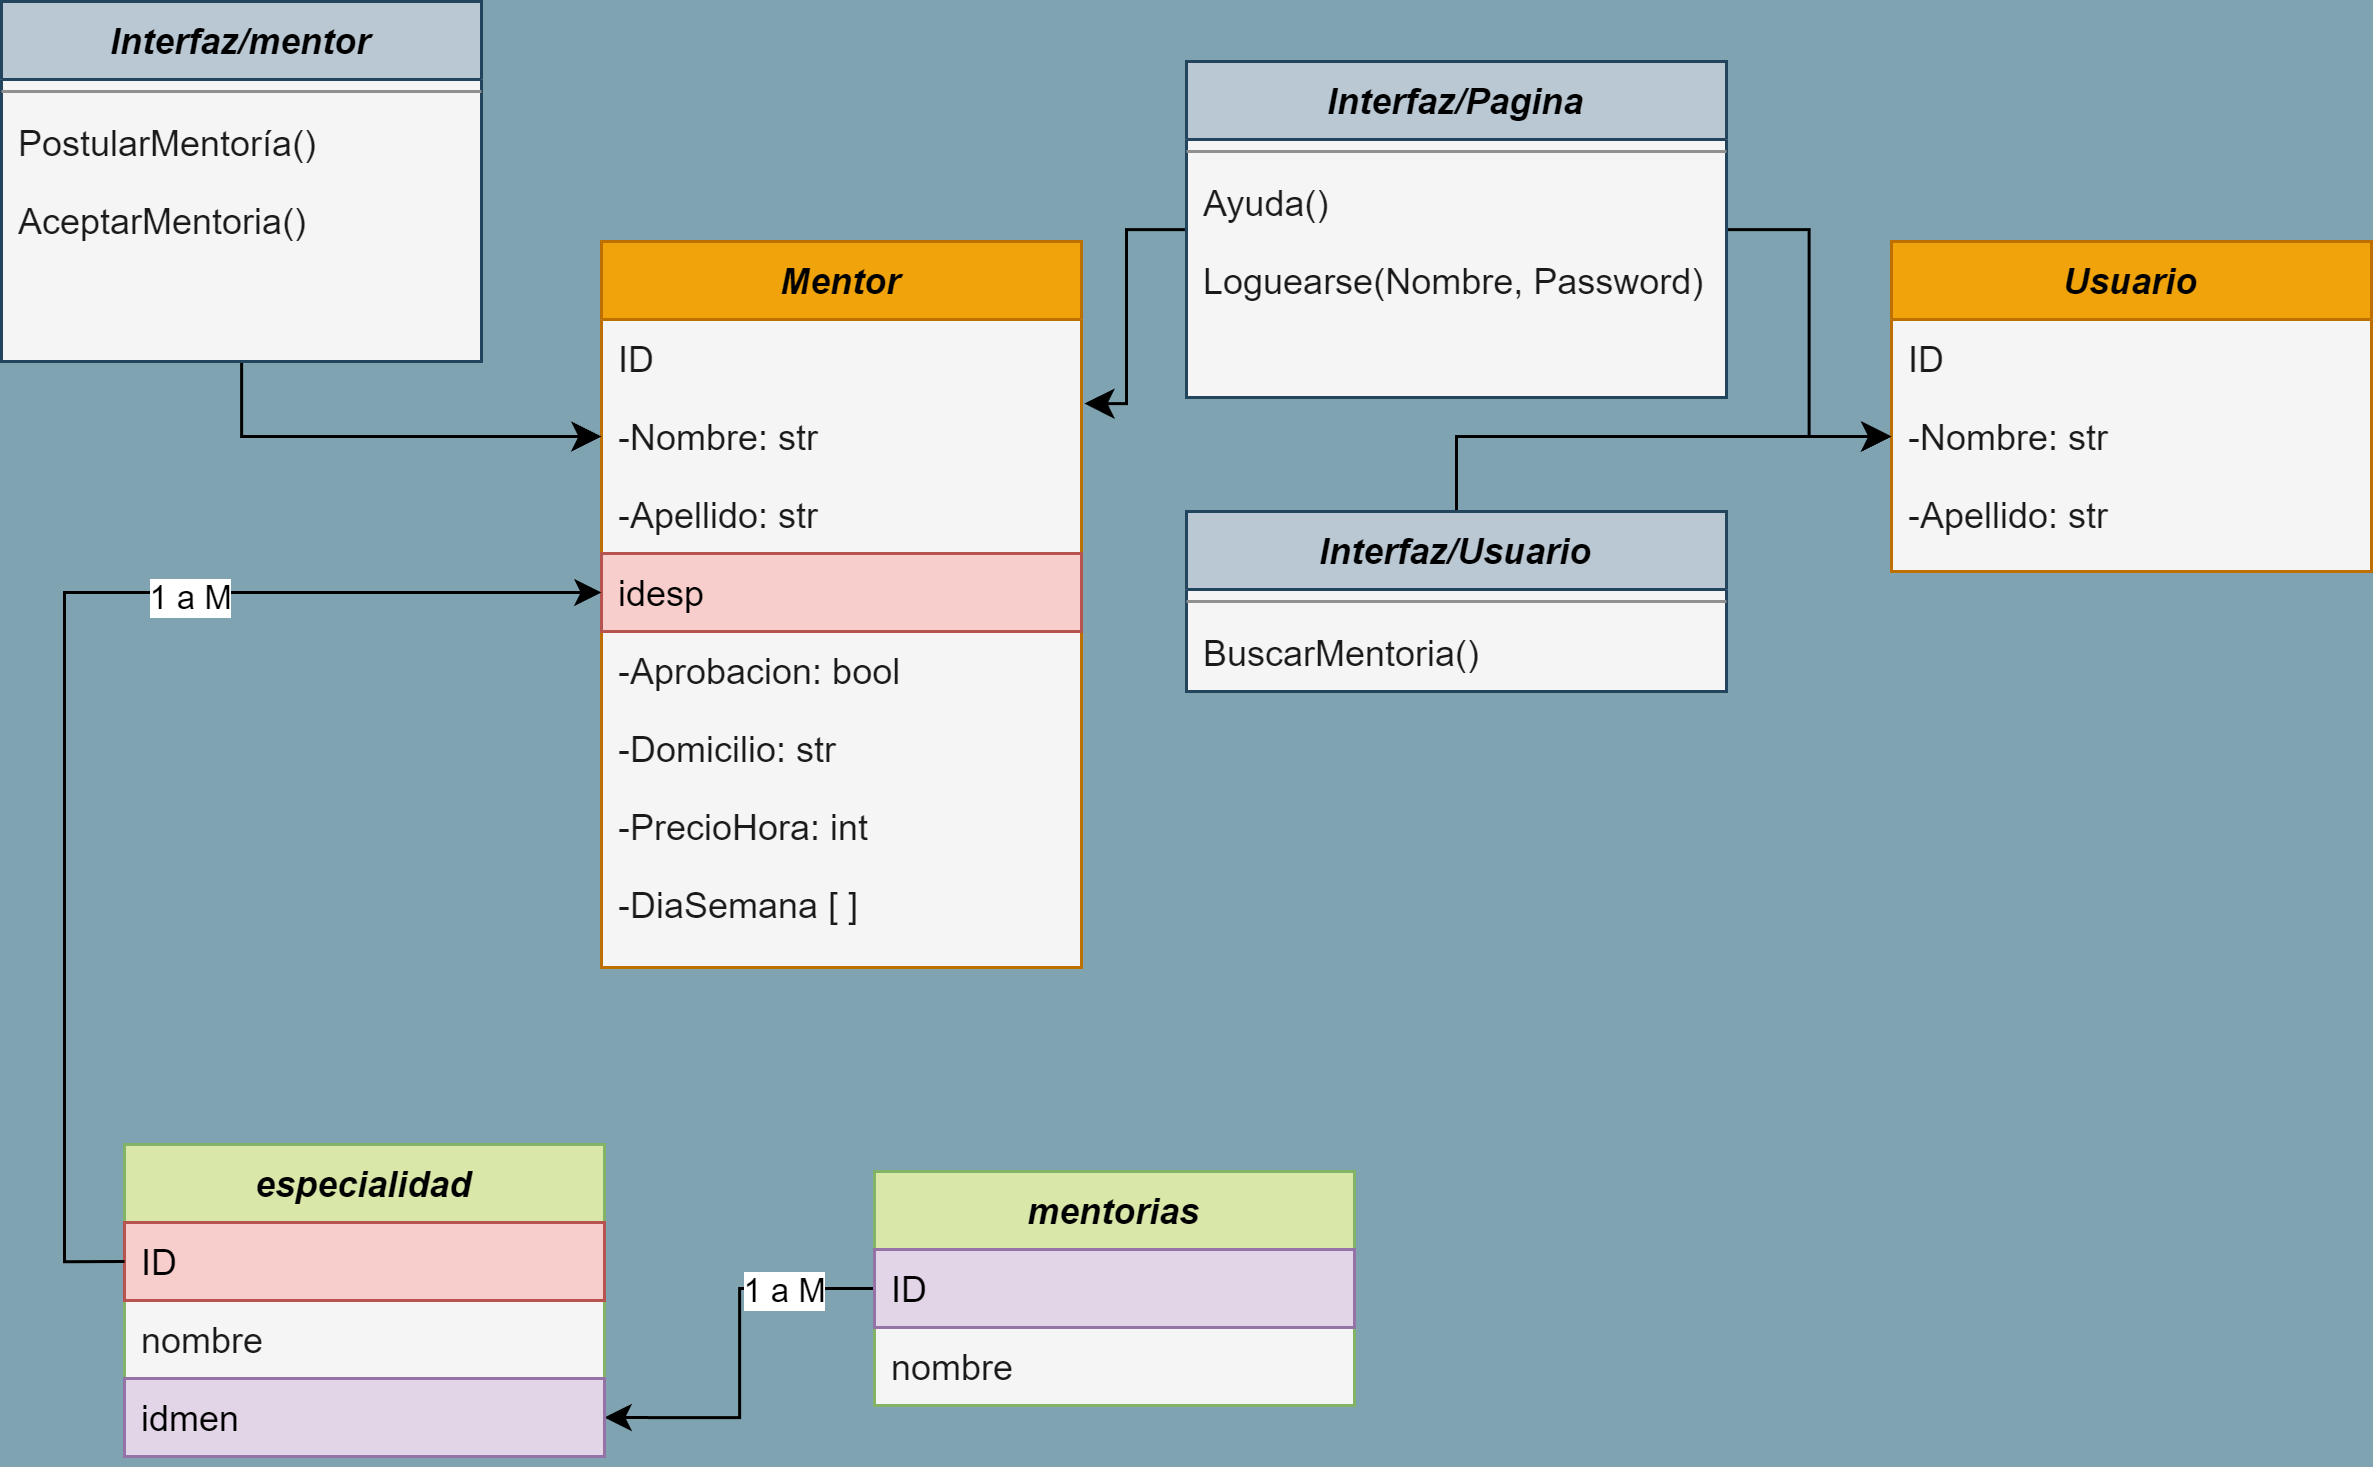 Interfaz/mentor
PostularMentoría()
AceptarMentoria()
Interfaz/Pagina
Ayuda()
Loguearse(Nombre, Password)
Mentor
ID
-Nombre: str
-Apellido: str
idesp
-Aprobacion: bool
-Domicilio: str
-PrecioHora: int
-DiaSemana [ ]
Usuario
ID
-Nombre: str
-Apellido: str
Interfaz/Usuario
BuscarMentoria()
1 a M
especialidad
ID
nombre
idmen
1 a M
mentorias
ID
nombre